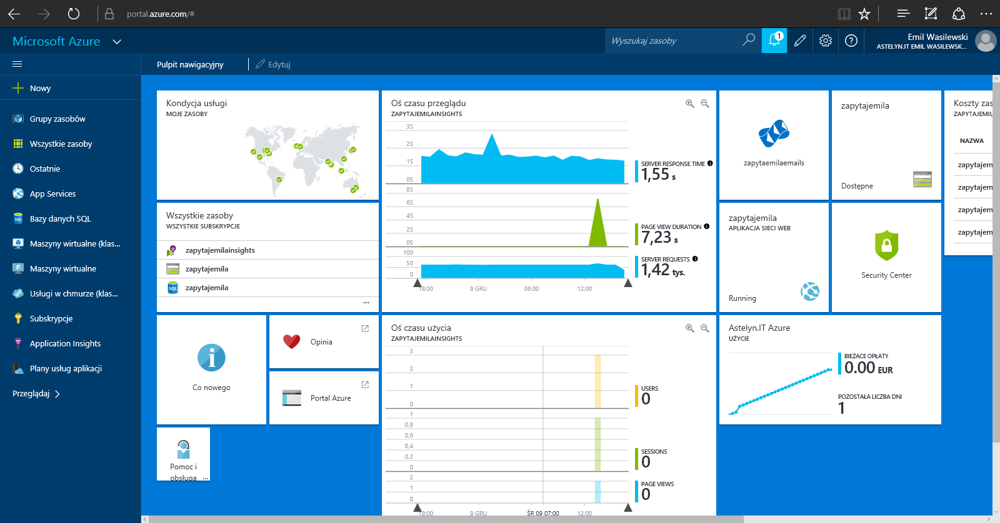 portal.azure.com/#
Microsoft Azure
Wyszukaj zasoby
1
Emil Wasilewski
ASTELYN.IT EMIL WASILEWSK...
Pulpit nawigacyjny
Edytuj
Nowy
Grupy zasobów
Wszystkie zasoby
Ostatnie
App Services
Bazy danych SQL
Maszyny wirtualne (klas...
Maszyny wirtualne
Usługi w chmurze (klas...
Subskrypcje
Application Insights
Plany usług aplikacji
Przeglądaj
Kondycja usługi
MOJE ZASOBY
Wszystkie zasoby
WSZYSTKIE SUBSKRYPCJE
zapytajemilainsights
zapytajemila
SQL
zapytajemila
...
Co nowego
Opinia
Portal Azure
Pomoc i
obsługa ...
Oś czasu przeglądu
ZAPYTAJEMILAINSIGHTS
3S
2S
1S
0S
SERVER RESPONSE TIME
1,55 s
8S
6S
4S
2S
0S
PAGE VIEW DURATION
7,23 s
100
50
0
SERVER REQUESTS
1,42 tys.
18:00
9 GRU
06:00
12:00
Oś czasu użycia
ZAPYTAJEMILAINSIGHTS
3
2
1
0
USERS
0
1
0,8
0,6
0,4
0,2
0
SESSIONS
0
2
1
0
PAGE VIEWS
0
18:00
9 GRU
ŚR 09 07:00
12:00
zapytaemilaemails
zapytajemila
Dostępne
zapytajemila
APLIKACJA SIECI WEB
Running
Security Center
Astelyn.IT Azure
UŻYCIE
BIEŻĄCE OPŁATY
0.00 EUR
POZOSTAŁA LICZBA DNI
1
Koszty zas
ZAPYTAJEMIL
NAZWA
zapytajem
zapytajem
zapytajem
zapytajem